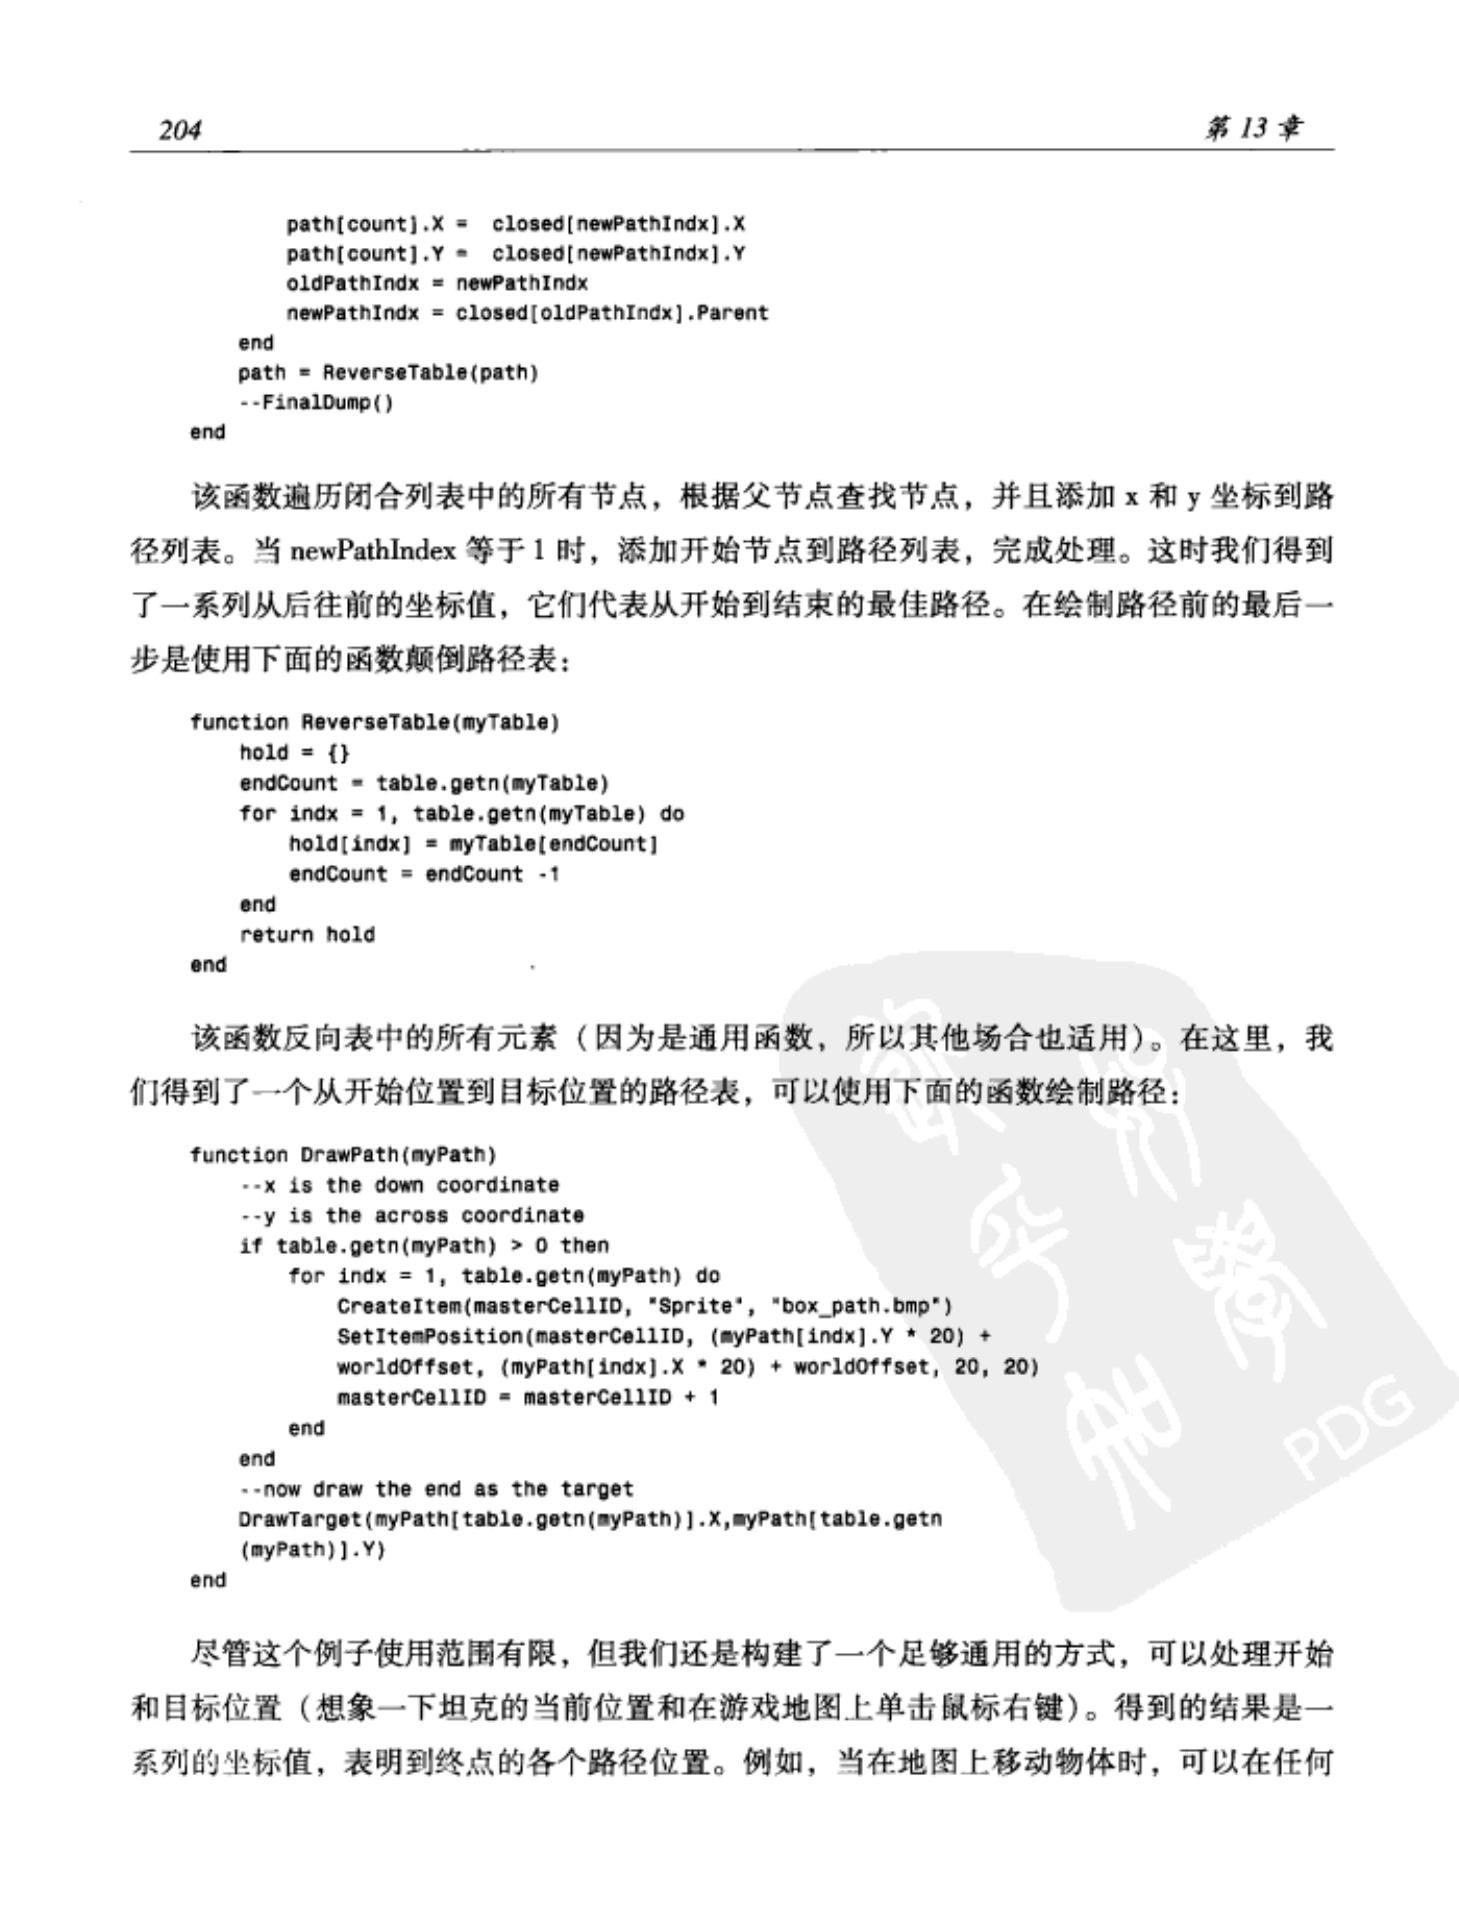 204
第 13 章
path[count].X =  closed[newPathIndx].X
path[count].Y =  closed[newPathIndx].Y
oldPathIndx = newPathIndx
newPathIndx = closed[oldPathIndx].Parent
end
path = ReverseTable(path)
--FinalDump()
end
该函数遍历闭合列表中的所有节点，根据父节点查找节点，并且添加 x 和 y 坐标到路
径列表。当 newPathIndex 等于 1 时，添加开始节点到路径列表，完成处理。这时我们得到
了一系列从后往前的坐标值，它们代表从开始到结束的最佳路径。在绘制路径前的最后一
步是使用下面的函数颠倒路径表：
function ReverseTable(myTable)
hold = {}
endCount = table.getn(myTable)
for indx = 1, table.getn(myTable) do
hold[indx] = myTable[endCount]
endCount = endCount -1
end
return hold
end
该函数反向表中的所有元素（因为是通用函数，所以其他场合也适用）。在这里，我
们得到了一个从开始位置到目标位置的路径表，可以使用下面的函数绘制路径：
function DrawPath(myPath)
--x is the down coordinate
--y is the across coordinate
if table.getn(myPath) > 0 then
for indx = 1, table.getn(myPath) do
CreateItem(masterCellID, "Sprite", "box_path.bmp")
SetItemPosition(masterCellID, (myPath[indx].Y * 20) +
worldOffset, (myPath[indx].X * 20) + worldOffset, 20, 20)
masterCellID = masterCellID + 1
end
end
--now draw the end as the target
DrawTarget(myPath[table.getn(myPath)].X,myPath[table.getn
(myPath)].Y)
end
PDG
尽管这个例子使用范围有限，但我们还是构建了一个足够通用的方式，可以处理开始
和目标位置（想象一下坦克的当前位置和在游戏地图上单击鼠标右键）。得到的结果是一
系列的坐标值，表明到终点的各个路径位置。例如，当在地图上移动物体时，可以在任何